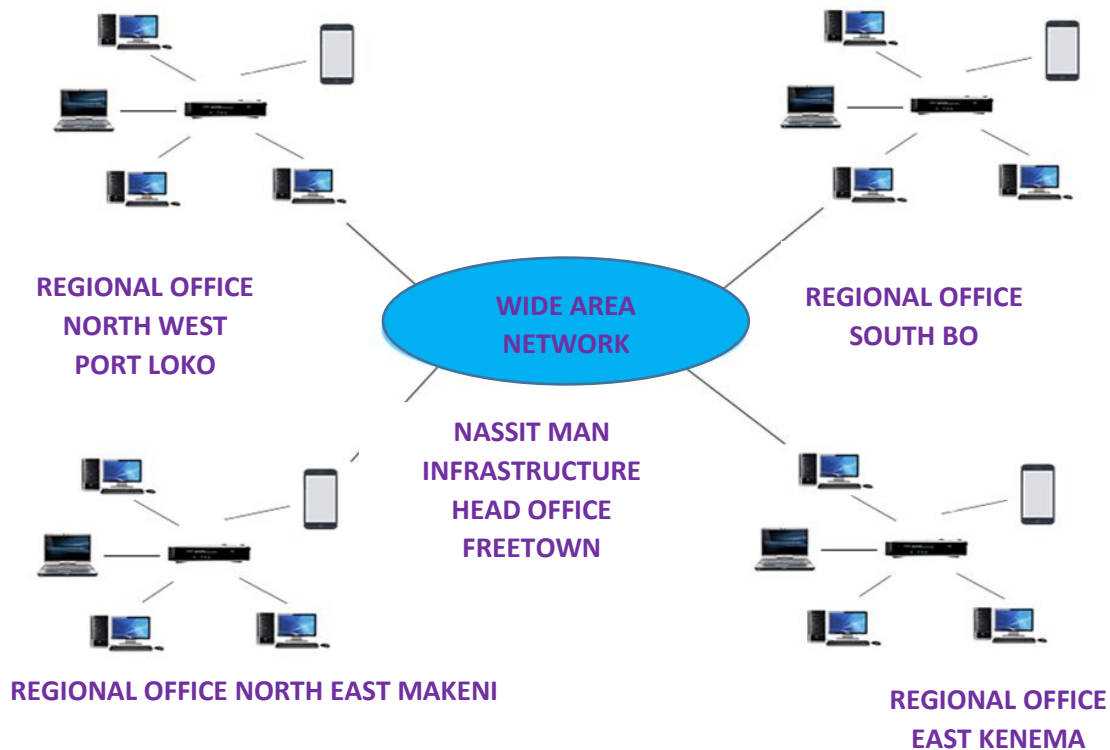 REGIONAL OFFICE
NORTH WEST
PORT LOKO
WIDE AREA
NETWORK
REGIONAL OFFICE
SOUTH BO
NASSIT MAN
INFRASTRUCTURE
HEAD OFFICE
FREETOWN
REGIONAL OFFICE NORTH EAST MAKENI
REGIONAL OFFICE
EAST KENEMA